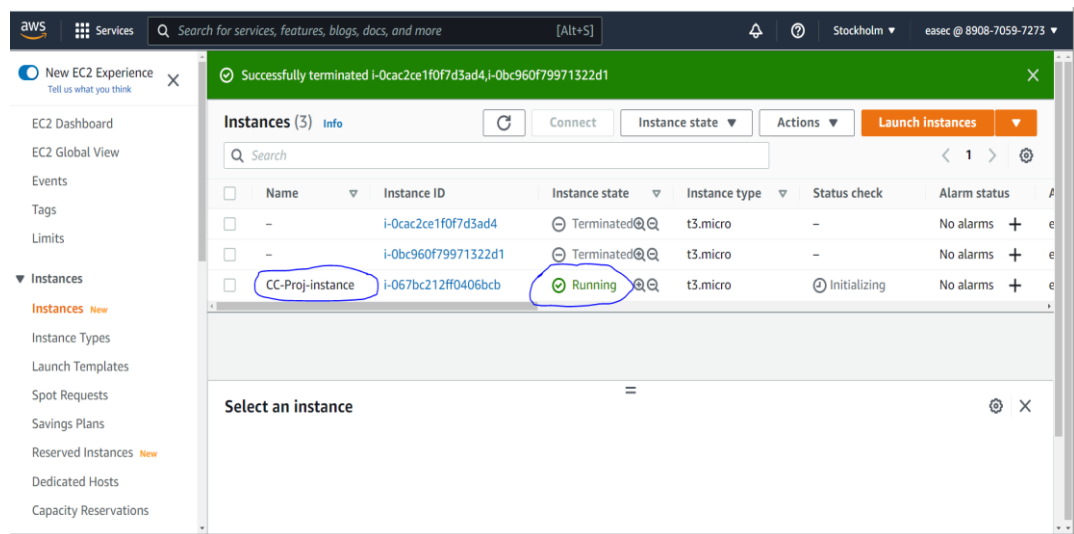 aws Services Search for services, features, blogs, docs, and more [Alt+S] Stockholm ▼ easec @ 8908-7059-7273 ▼
New EC2 Experience
Tell us what you think
EC2 Dashboard
EC2 Global View
Events
Tags
Limits
Instances
Instances New
Instance Types
Launch Templates
Spot Requests
Savings Plans
Reserved Instances New
Dedicated Hosts
Capacity Reservations
Successfully terminated i-0cac2ce1f0f7d3ad4,i-0bc960f79971322d1
Instances (3) Info Connect Instance state ▼ Actions ▼ Launch instances ▼
Search 1
Name Instance ID Instance state Instance type Status check Alarm status A
– i-0cac2ce1f0f7d3ad4 Terminated t3.micro – No alarms + e
– i-0bc960f79971322d1 Terminated t3.micro – No alarms + e
CC-Proj-instance i-067bc212ff0406bcb Running t3.micro Initializing No alarms + e
Select an instance